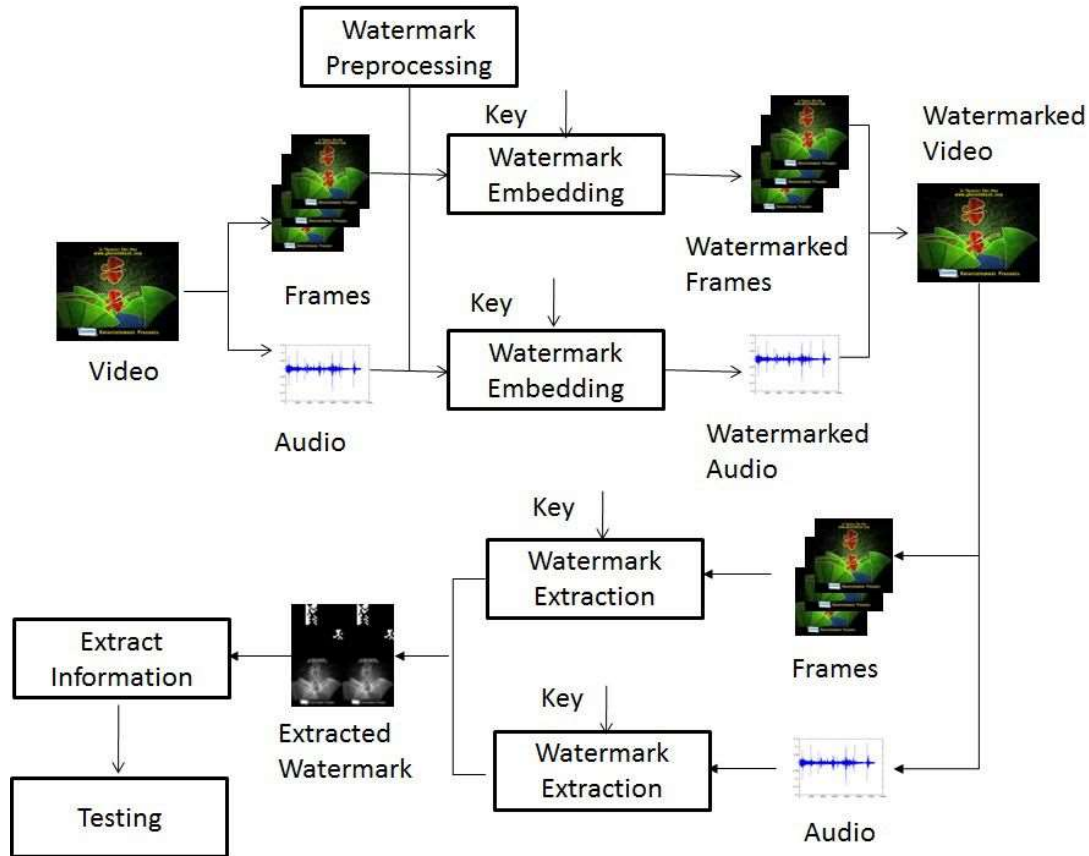 Watermark
Preprocessing
Key
Watermark
Embedding
Watermarked
Video
Frames
Watermarked
Frames
Video
Key
Watermark
Embedding
Audio
Watermarked
Audio
Key
Watermark
Extraction
Frames
Extract
Information
Extracted
Watermark
Key
Watermark
Extraction
Testing
Audio